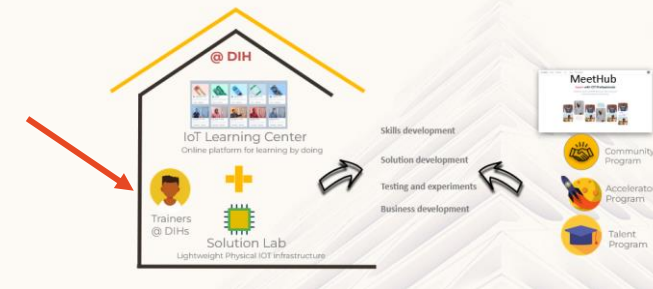 @ DIH
IoT Learning Center
Online platform for learning by doing
Trainers
@ DIHs
Solution Lab
Lightweight Physical IOT Infrastructure
Skills development
Solution development
Testing and experiments
Business development
MeetHub
Community
Program
Accelerator
Program
Talent
Program